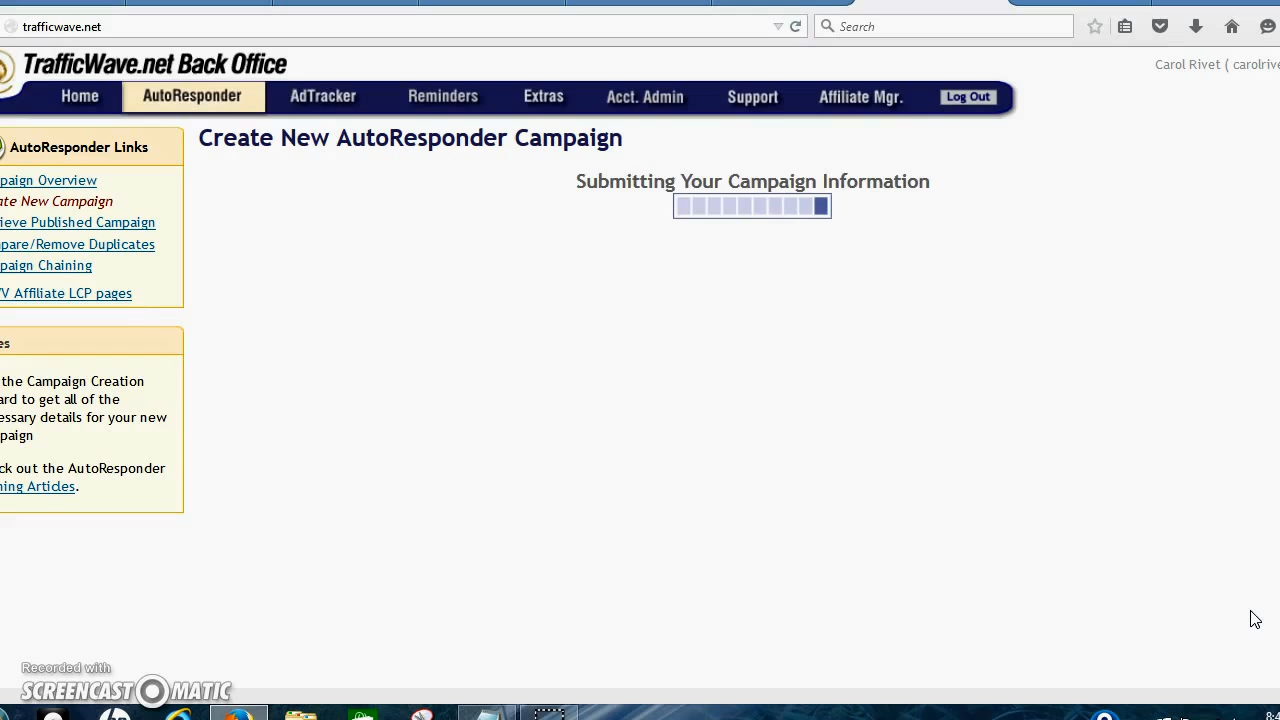 trafficwave.net
Search
TrafficWave.net Back Office
Carol Rivet ( carolrive
Home
AutoResponder
AdTracker
Reminders
Extras
Acct. Admin
Support
Affiliate Mgr.
Log Out
AutoResponder Links
paign Overview
ate New Campaign
ieve Published Campaign
pare/Remove Duplicates
paign Chaining
V Affiliate LCP pages
Create New AutoResponder Campaign
Submitting Your Campaign Information
es
the Campaign Creation
ard to get all of the
essary details for your new
paign
ck out the AutoResponder
ning Articles.
Recorded with
SCREENCAST MATIC